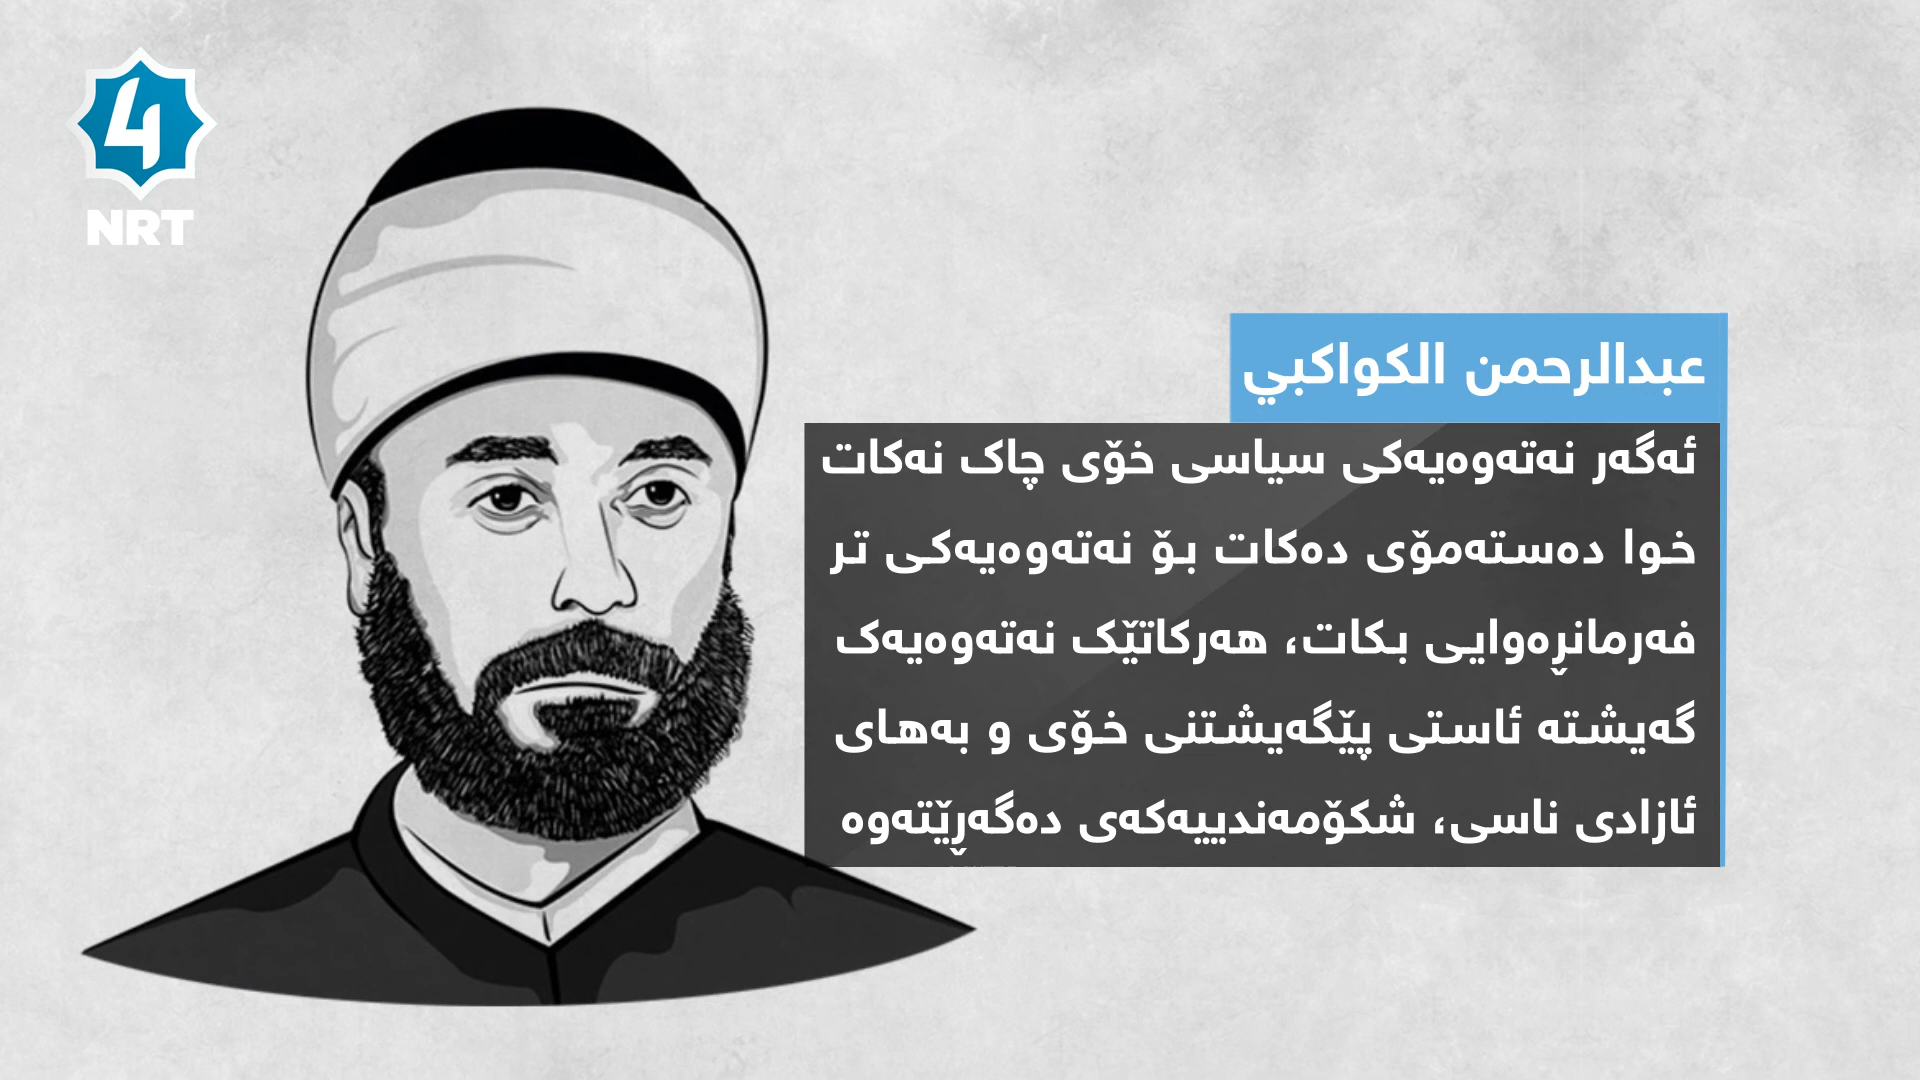 4
NRT
عبدالرحمن الكواكبي
ئەگەر نەتەوەیەکی سیاسی خۆی چاک نەکات
خوا دەستەمۆی دەکات بۆ نەتەوەیەکی تر
فەرمانڕەوایی بکات، هەرکاتێک نەتەوەیەک
گەیشتە ئاستی پێگەیشتنی خۆی و بەهای
ئازادی ناسی، شکۆمەندییەکەی دەگەڕێتەوە